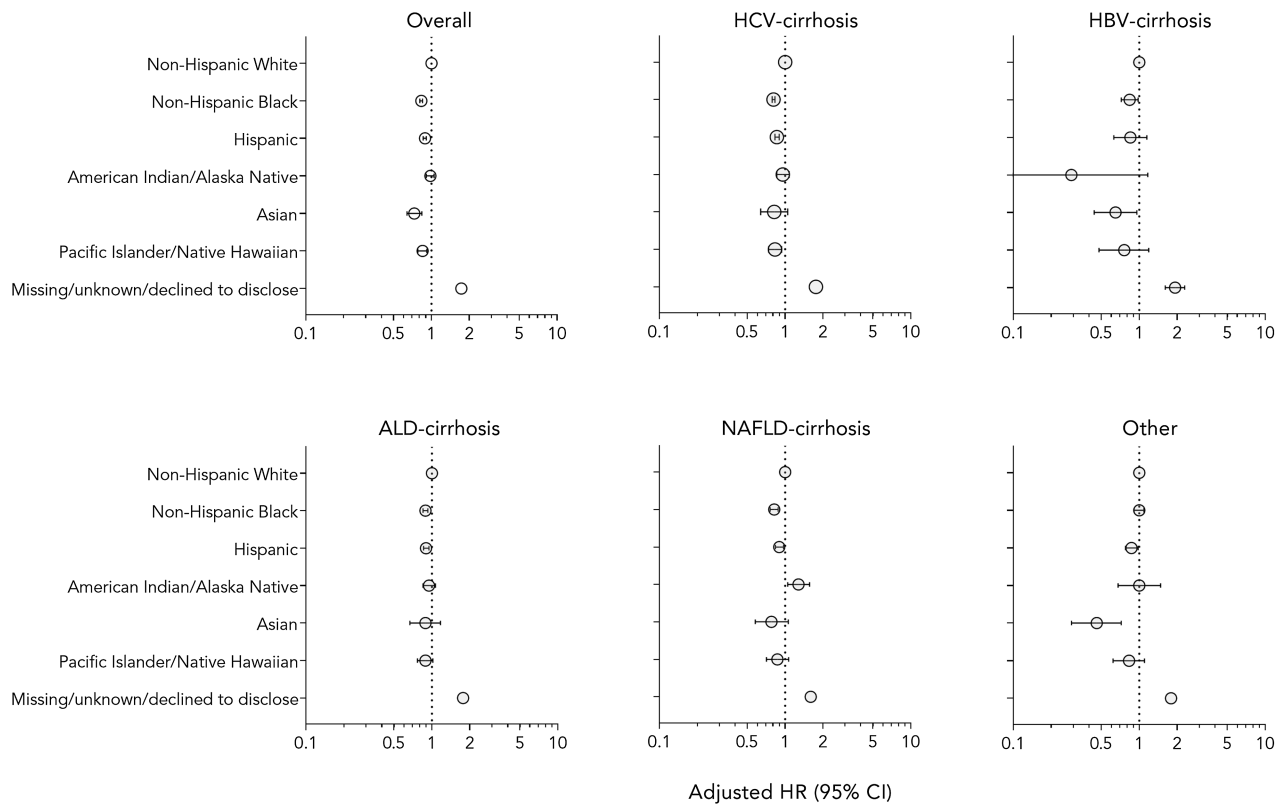 Overall
HCV-cirrhosis
HBV-cirrhosis
Non-Hispanic White
Non-Hispanic Black
Hispanic
American Indian/Alaska Native
Asian
Pacific Islander/Native Hawaiian
Missing/unknown/declined to disclose
0.1 0.5 1 2 5 10
0.1 0.5 1 2 5 10
0.1 0.5 1 2 5 10
ALD-cirrhosis
NAFLD-cirrhosis
Other
Non-Hispanic White
Non-Hispanic Black
Hispanic
American Indian/Alaska Native
Asian
Pacific Islander/Native Hawaiian
Missing/unknown/declined to disclose
0.1 0.5 1 2 5 10
0.1 0.5 1 2 5 10
0.1 0.5 1 2 5 10
Adjusted HR (95% CI)